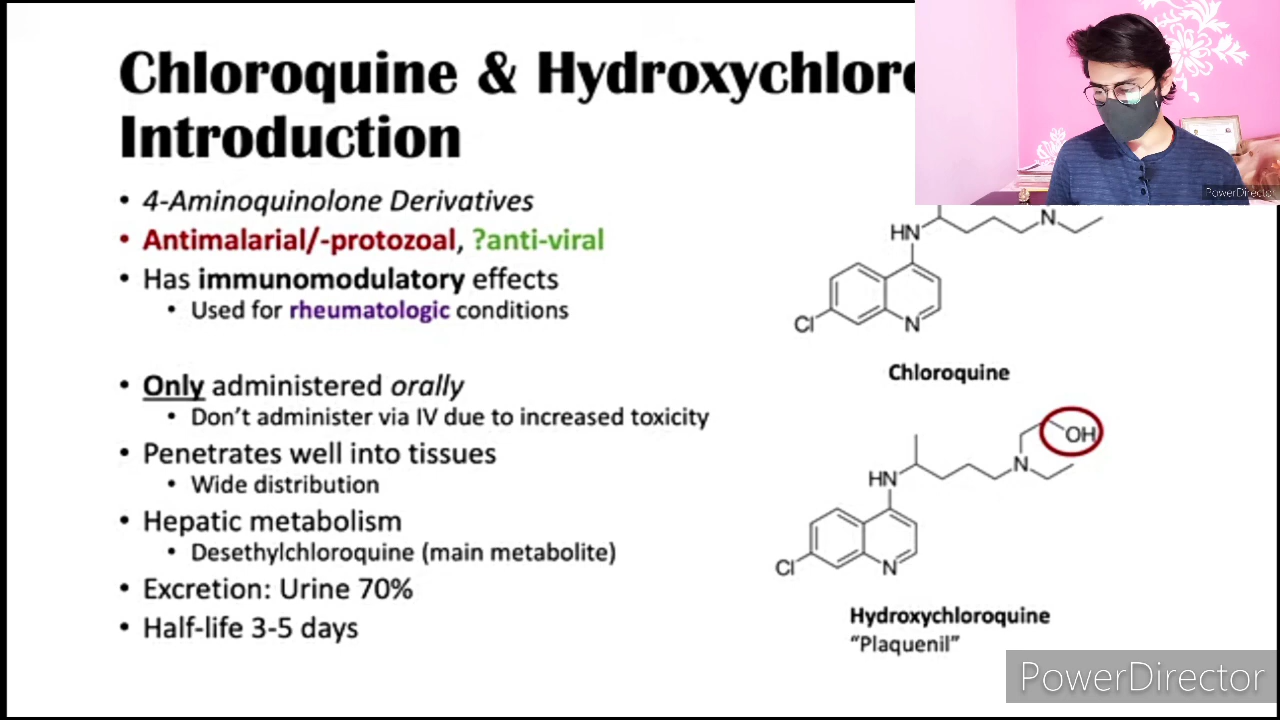 Chloroquine & Hydroxychloro
Introduction
• 4-Aminoquinolone Derivatives
• Antimalarial/-protozoal, ?anti-viral
• Has immunomodulatory effects
• Used for rheumatologic conditions
• Only administered orally
• Don't administer via IV due to increased toxicity
• Penetrates well into tissues
• Wide distribution
• Hepatic metabolism
• Desethylchloroquine (main metabolite)
• Excretion: Urine 70%
• Half-life 3-5 days
PowerDirector
N
HN
Cl
N
Chloroquine
OH
N
HN
Cl
N
Hydroxychloroquine
"Plaquenil"
PowerDirector